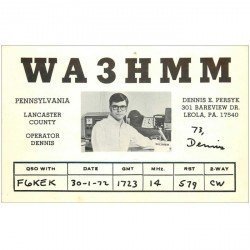 WA3HMM
PENNSYLVANIA
LANCASTER
COUNTY
OPERATOR
DENNIS
DENNIS E. PERSYK
301 BAREVIEW DR.
LEOLA, PA. 17540
73,
Dennis
QSO WITH DATE GMT MHZ. RST 2-WAY
F6KEK 30-1-72 1723 14 579 CW